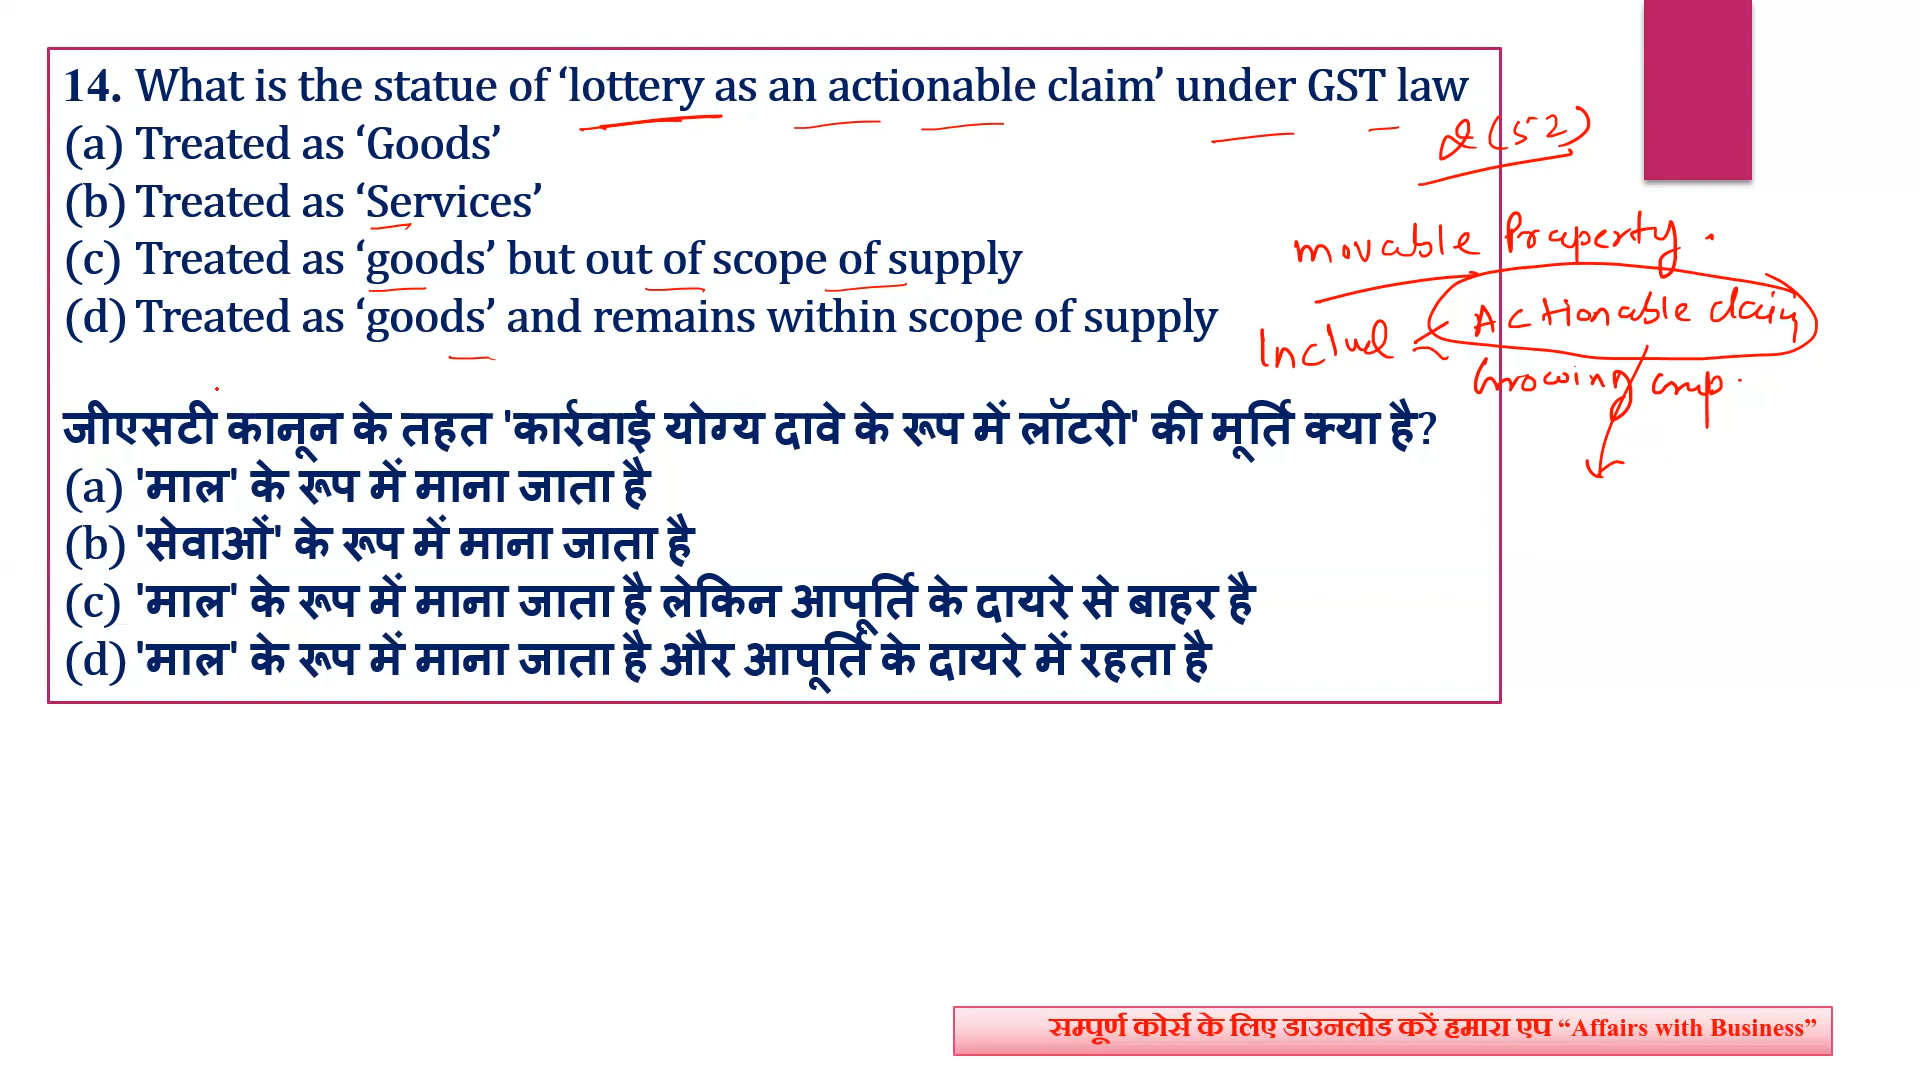 14. What is the statue of ‘lottery as an actionable claim’ under GST law
(a) Treated as ‘Goods’
(b) Treated as ‘Services’
(c) Treated as ‘goods’ but out of scope of supply
(d) Treated as ‘goods’ and remains within scope of supply
2(52)
movable Property.
Includ
Actionable claim
Growing crop.
जीएसटी कानून के तहत 'कार्रवाई योग्य दावे के रूप में लॉटरी' की मूर्ति क्या है?
(a) 'माल' के रूप में माना जाता है
(b) 'सेवाओं' के रूप में माना जाता है
(c) 'माल' के रूप में माना जाता है लेकिन आपूर्ति के दायरे से बाहर है
(d) 'माल' के रूप में माना जाता है और आपूर्ति के दायरे में रहता है
सम्पूर्ण कोर्स के लिए डाउनलोड करें हमारा एप “Affairs with Business”